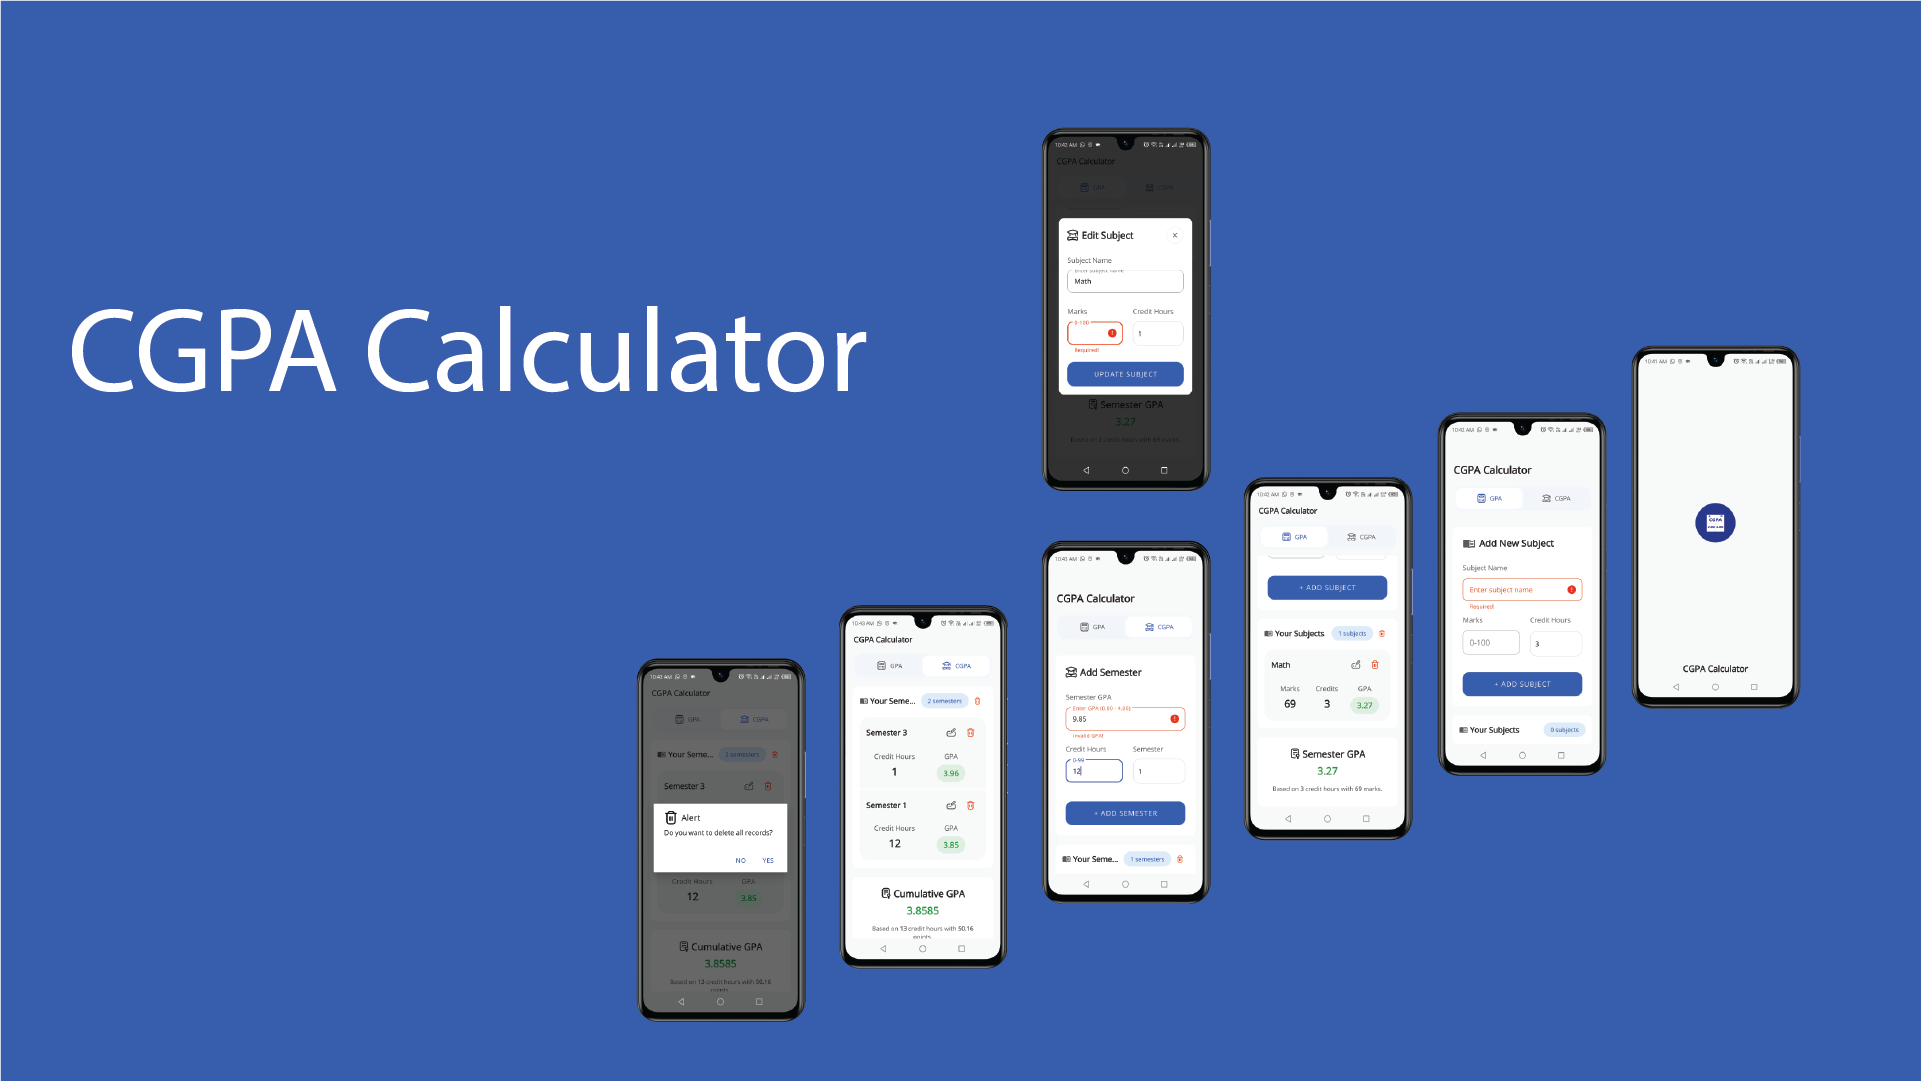 CGPA Calculator
10:42 AM
CGPA Calculator
GPA
CGPA
Edit Subject
Subject Name
Enter subject name
Math
Marks
Credit Hours
0-100
1
Required!
UPDATE SUBJECT
Semester GPA
3.27
Based on 3 credit hours with 69 marks.
10:43 AM
CGPA Calculator
GPA
CGPA
Your Seme...
2 semesters
Semester 3
Alert
Do you want to delete all records?
NO
YES
Credit Hours
GPA
12
3.85
Cumulative GPA
3.8585
Based on 13 credit hours with 50.16
points.
10:43 AM
CGPA Calculator
GPA
CGPA
Your Seme...
2 semesters
Semester 3
Credit Hours
GPA
1
3.96
Semester 1
Credit Hours
GPA
12
3.85
Cumulative GPA
3.8585
Based on 13 credit hours with 50.16
points.
10:43 AM
CGPA Calculator
GPA
CGPA
Add Semester
Semester GPA
Enter GPA (0.00 - 4.00)
9.85
Invalid GPA!
Credit Hours
Semester
0-99
12
1
+ ADD SEMESTER
Your Seme...
1 semesters
10:42 AM
CGPA Calculator
GPA
CGPA
+ ADD SUBJECT
Your Subjects
1 subjects
Math
Marks
Credits
GPA
69
3
3.27
Semester GPA
3.27
Based on 3 credit hours with 69 marks.
10:42 AM
CGPA Calculator
GPA
CGPA
Add New Subject
Subject Name
Enter subject name
Required!
Marks
Credit Hours
0-100
3
+ ADD SUBJECT
Your Subjects
0 subjects
10:41 AM
CGPA
CGPA Calculator